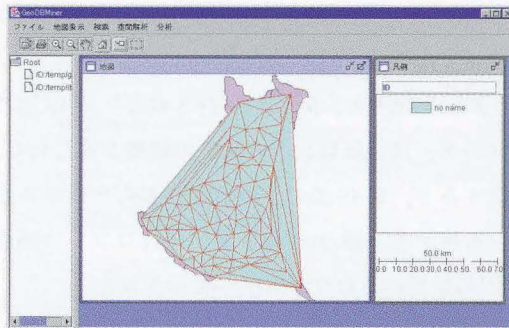 GeoDBMiner
ファイル 地図表示 検索 空間解析 分析
Root
/D:/temp/g
/D:/temp/tt
地図
凡例
ID
no name
50.0 km
0.0 10.0 20.0 30.0 40.0 50. 60.0 70